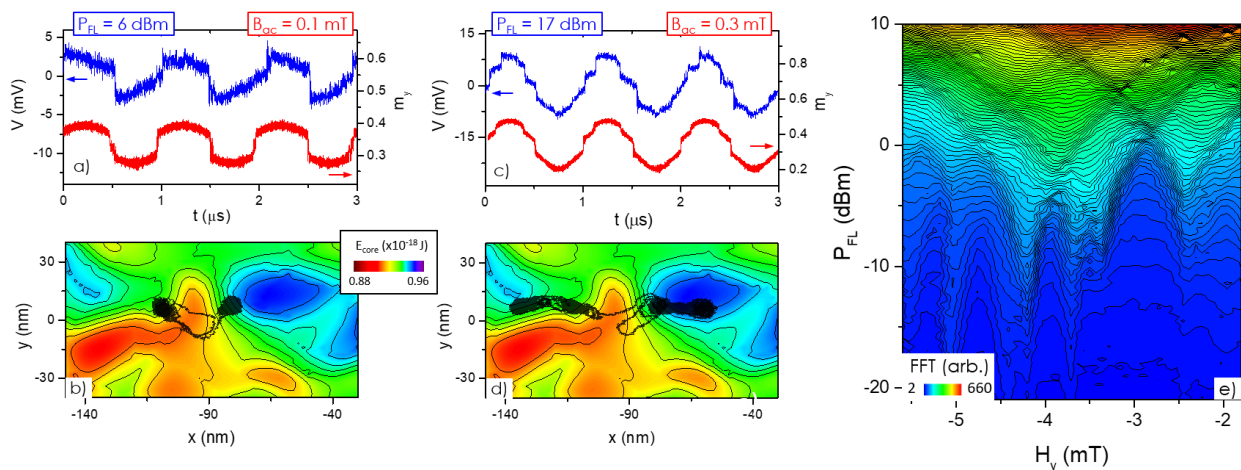 P_FL = 6 dBm
B_ac = 0.1 mT
5
0
-5
-10
V (mV)
0.6
0.5
0.4
0.3
m_y
a)
0
1
2
3
t (μs)
P_FL = 17 dBm
B_ac = 0.3 mT
15
0
-15
V (mV)
0.8
0.6
0.4
0.2
m_y
c)
0
1
2
3
t (μs)
E_core (x10^-18 J)
0.88
0.96
30
0
-30
y (nm)
b)
-140
-90
-40
x (nm)
30
0
-30
y (nm)
d)
-140
-90
-40
x (nm)
10
0
-10
-20
P_FL (dBm)
FFT (arb.)
2
660
e)
-5
-4
-3
-2
H_y (mT)